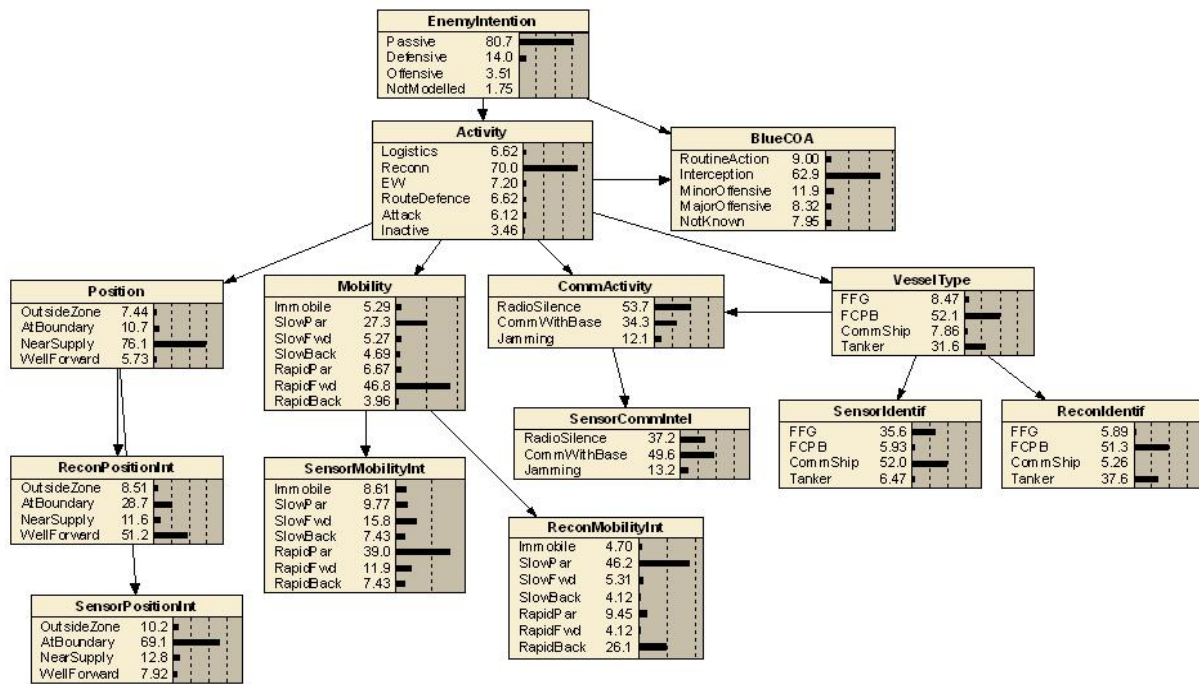 EnemyIntention
Passive 80.7
Defensive 14.0
Offensive 3.51
NotModelled 1.75
Activity
Logistics 6.62
Reconn 70.0
EW 7.20
RouteDefence 6.62
Attack 6.12
Inactive 3.46
BlueCOA
RoutineAction 9.00
Interception 62.9
MinorOffensive 11.9
MajorOffensive 8.32
NotKnown 7.95
Position
OutsideZone 7.44
AtBoundary 10.7
NearSupply 76.1
WellForward 5.73
Mobility
Immobile 5.29
SlowPar 27.3
SlowFwd 5.27
SlowBack 4.69
RapidPar 6.67
RapidFwd 46.8
RapidBack 3.96
CommActivity
RadioSilence 53.7
CommWithBase 34.3
Jamming 12.1
VesselType
FFG 8.47
FCPB 52.1
CommShip 7.86
Tanker 31.6
SensorCommIntel
RadioSilence 37.2
CommWithBase 49.6
Jamming 13.2
SensorIdentif
FFG 35.6
FCPB 5.93
CommShip 52.0
Tanker 6.47
ReconIdentif
FFG 5.89
FCPB 51.3
CommShip 5.26
Tanker 37.6
ReconPositionInt
OutsideZone 8.51
AtBoundary 28.7
NearSupply 11.6
WellForward 51.2
SensorMobilityInt
Immobile 8.61
SlowPar 9.77
SlowFwd 15.8
SlowBack 7.43
RapidPar 39.0
RapidFwd 11.9
RapidBack 7.43
ReconMobilityInt
Immobile 4.70
SlowPar 46.2
SlowFwd 5.31
SlowBack 4.12
RapidPar 9.45
RapidFwd 4.12
RapidBack 26.1
SensorPositionInt
OutsideZone 10.2
AtBoundary 69.1
NearSupply 12.8
WellForward 7.92